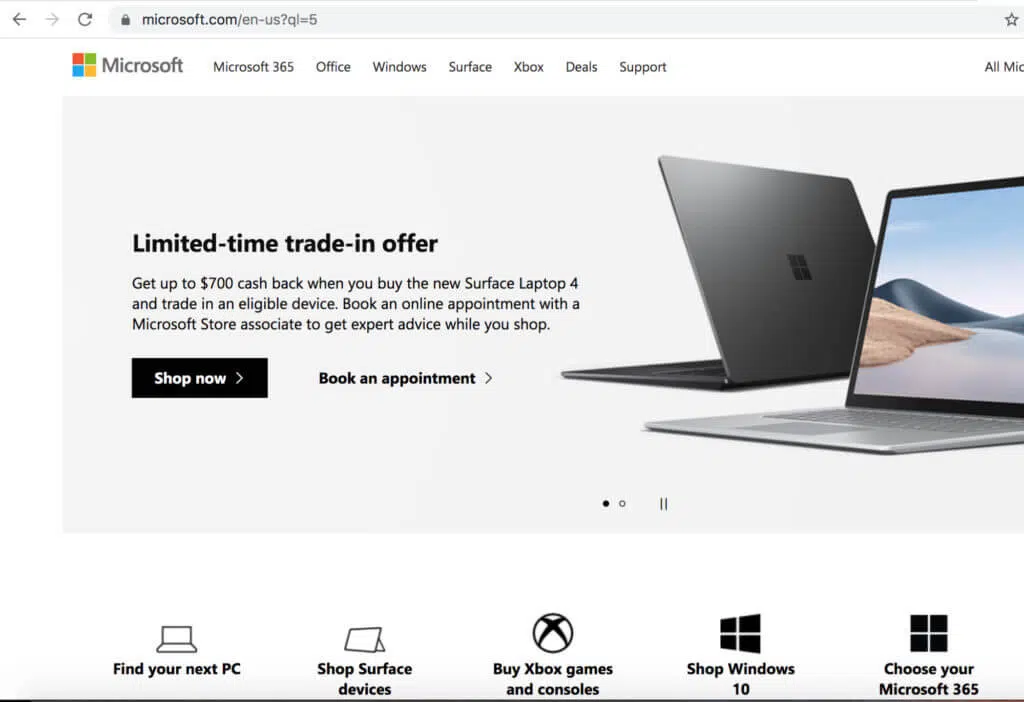 microsoft.com/en-us?ql=5
Microsoft
Microsoft 365 Office Windows Surface Xbox Deals Support
All Mic
Limited-time trade-in offer
Get up to $700 cash back when you buy the new Surface Laptop 4
and trade in an eligible device. Book an online appointment with a
Microsoft Store associate to get expert advice while you shop.
Shop now
Book an appointment
Find your next PC
Shop Surface
devices
Buy Xbox games
and consoles
Shop Windows
10
Choose your
Microsoft 365